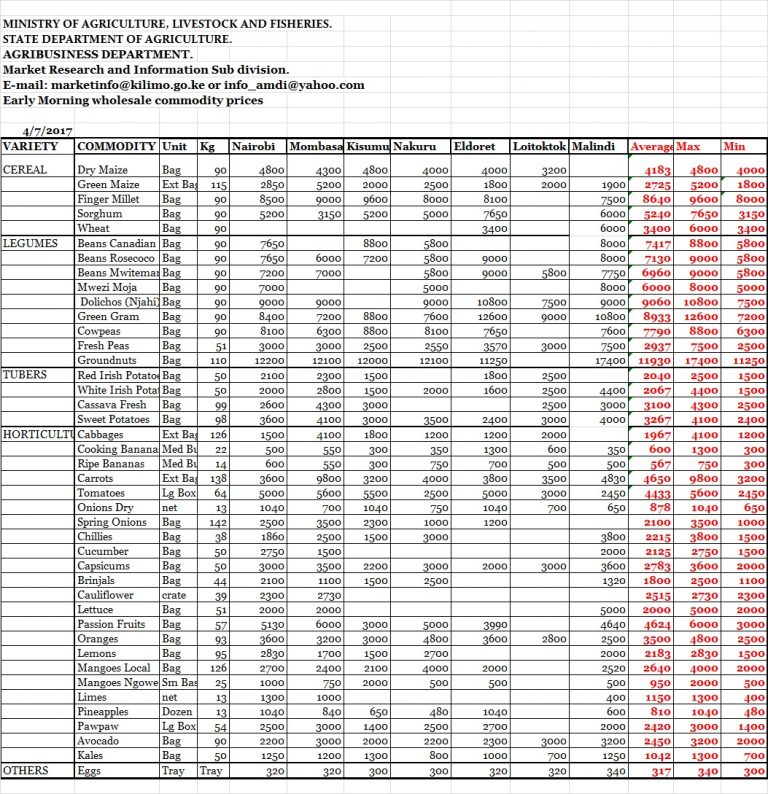 MINISTRY OF AGRICULTURE, LIVESTOCK AND FISHERIES.
STATE DEPARTMENT OF AGRICULTURE.
AGRIBUSINESS DEPARTMENT.
Market Research and Information Sub division.
E-mail: marketinfo@kilimo.go.ke or info_amdi@yahoo.com
Early Morning wholesale commodity prices
4/7/2017
VARIETY COMMODITY Unit Kg Nairobi Mombasa Kisumu Nakuru Eldoret Loitoktok Malindi Average Max Min
CEREAL Dry Maize Bag 90 4800 4300 4800 4000 4000 3200 4183 4800 4000
Green Maize Ext Bag 115 2850 5200 2000 2500 1800 2000 1900 2725 5200 1800
Finger Millet Bag 90 8500 9000 9600 8000 8100 7500 8640 9600 8000
Sorghum Bag 90 5200 3150 5200 5000 7650 6000 5240 7650 3150
Wheat Bag 90 3400 6000 3400 6000 3400
LEGUMES Beans Canadian Bag 90 7650 8800 5800 8000 7417 8800 5800
Beans Rosecoco Bag 90 7650 6000 7200 5800 9000 8000 7130 9000 5800
Beans Mwitemar Bag 90 7200 7000 5800 9000 5800 7750 6960 9000 5800
Mwezi Moja Bag 90 7000 5000 8000 6000 8000 5000
Dolichos (Njahi) Bag 90 9000 9000 9000 10800 7500 9000 9060 10800 7500
Green Gram Bag 90 8400 7200 8800 7600 12600 9000 10800 8933 12600 7200
Cowpeas Bag 90 8100 6300 8800 8100 7650 7600 7790 8800 6300
Fresh Peas Bag 51 3000 3000 2500 2550 3570 3000 7500 2937 7500 2500
Groundnuts Bag 110 12200 12100 12000 12100 11250 17400 11930 17400 11250
TUBERS Red Irish Potatoe Bag 50 2100 2300 1500 1800 2500 2040 2500 1500
White Irish Potat Bag 50 2000 2800 1500 2000 1600 2500 4400 2067 4400 1500
Cassava Fresh Bag 99 2600 4300 3000 2500 3000 3100 4300 2500
Sweet Potatoes Bag 98 3600 4100 3000 3500 2400 3000 4000 3267 4100 2400
HORTICULTU Cabbages Ext Bag 126 1500 4100 1800 1200 1200 2000 1967 4100 1200
Cooking Banana Med Bu 22 500 550 300 350 1300 600 350 600 1300 300
Ripe Bananas Med Bu 14 600 550 300 750 700 500 500 567 750 300
Carrots Ext Bag 138 3600 9800 3200 4000 3800 3500 4830 4650 9800 3200
Tomatoes Lg Box 64 5000 5600 5500 2500 5000 3000 2450 4433 5600 2450
Onions Dry net 13 1040 700 1040 750 1040 700 650 878 1040 650
Spring Onions Bag 142 2500 3500 2300 1000 1200 2100 3500 1000
Chillies Bag 38 1860 2500 1500 3000 3800 2215 3800 1500
Cucumber Bag 50 2750 1500 2000 2125 2750 1500
Capsicums Bag 50 3000 3500 2200 3000 2000 3000 3600 2783 3600 2000
Brinjals Bag 44 2100 1100 1500 2500 1320 1800 2500 1100
Cauliflower crate 39 2300 2730 2515 2730 2300
Lettuce Bag 51 2000 2000 5000 2000 5000 2000
Passion Fruits Bag 57 5130 6000 3000 5000 3990 4640 4624 6000 3000
Oranges Bag 93 3600 3200 3000 4800 3600 2800 2500 3500 4800 2500
Lemons Bag 95 2830 1700 1500 2700 2000 2183 2830 1500
Mangoes Local Bag 126 2700 2400 2100 4000 2000 2520 2640 4000 2000
Mangoes Ngowe Sm Bas 25 1000 750 2000 500 500 500 950 2000 500
Limes net 13 1300 1000 400 1150 1300 400
Pineapples Dozen 13 1040 840 650 480 1040 600 810 1040 480
Pawpaw Lg Box 54 2500 3000 1400 2500 2700 2000 2420 3000 1400
Avocado Bag 90 2200 3000 2000 2200 2300 3000 3200 2450 3200 2000
Kales Bag 50 1250 1200 1300 800 1000 700 1250 1042 1300 700
OTHERS Eggs Tray Tray 320 320 300 300 320 320 340 317 340 300